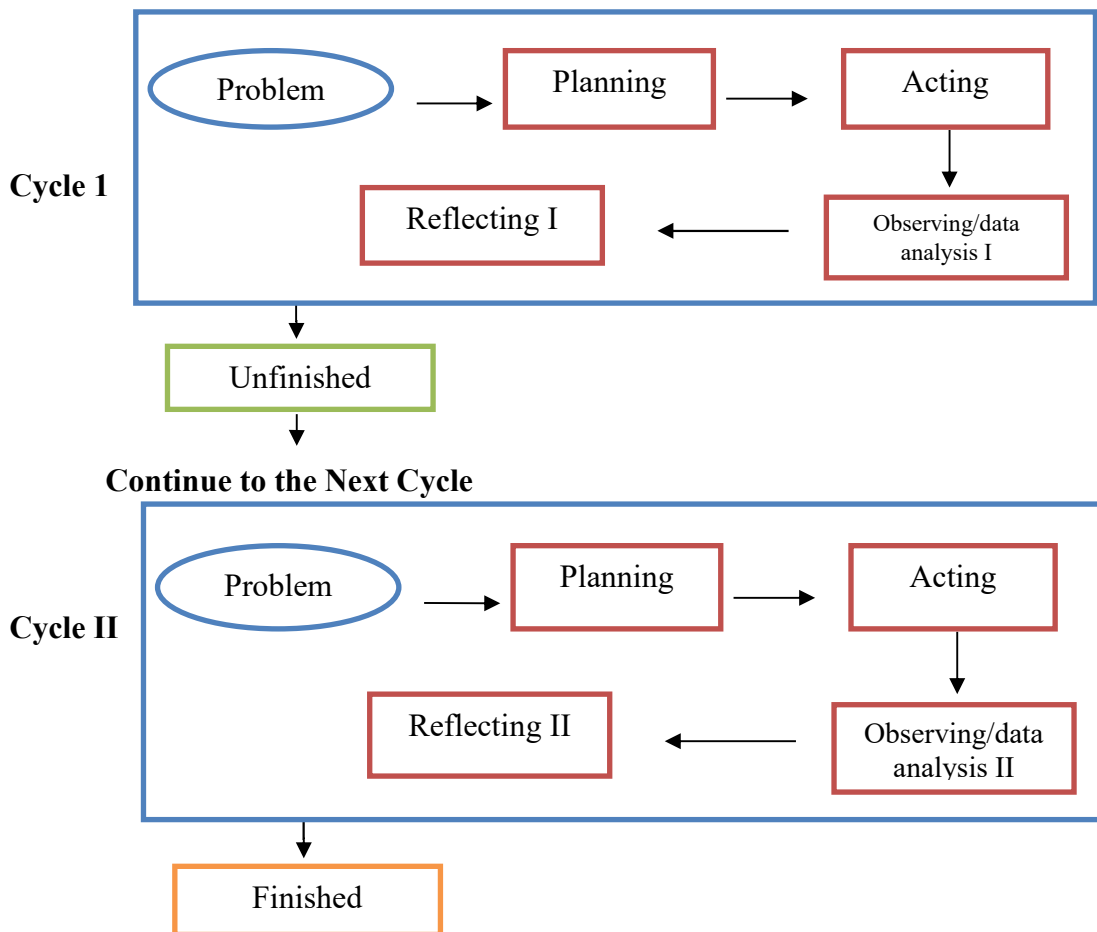 Problem
Planning
Acting
Cycle 1
Reflecting I
Observing/data
analysis I
Unfinished
Continue to the Next Cycle
Problem
Planning
Acting
Cycle II
Reflecting II
Observing/data
analysis II
Finished